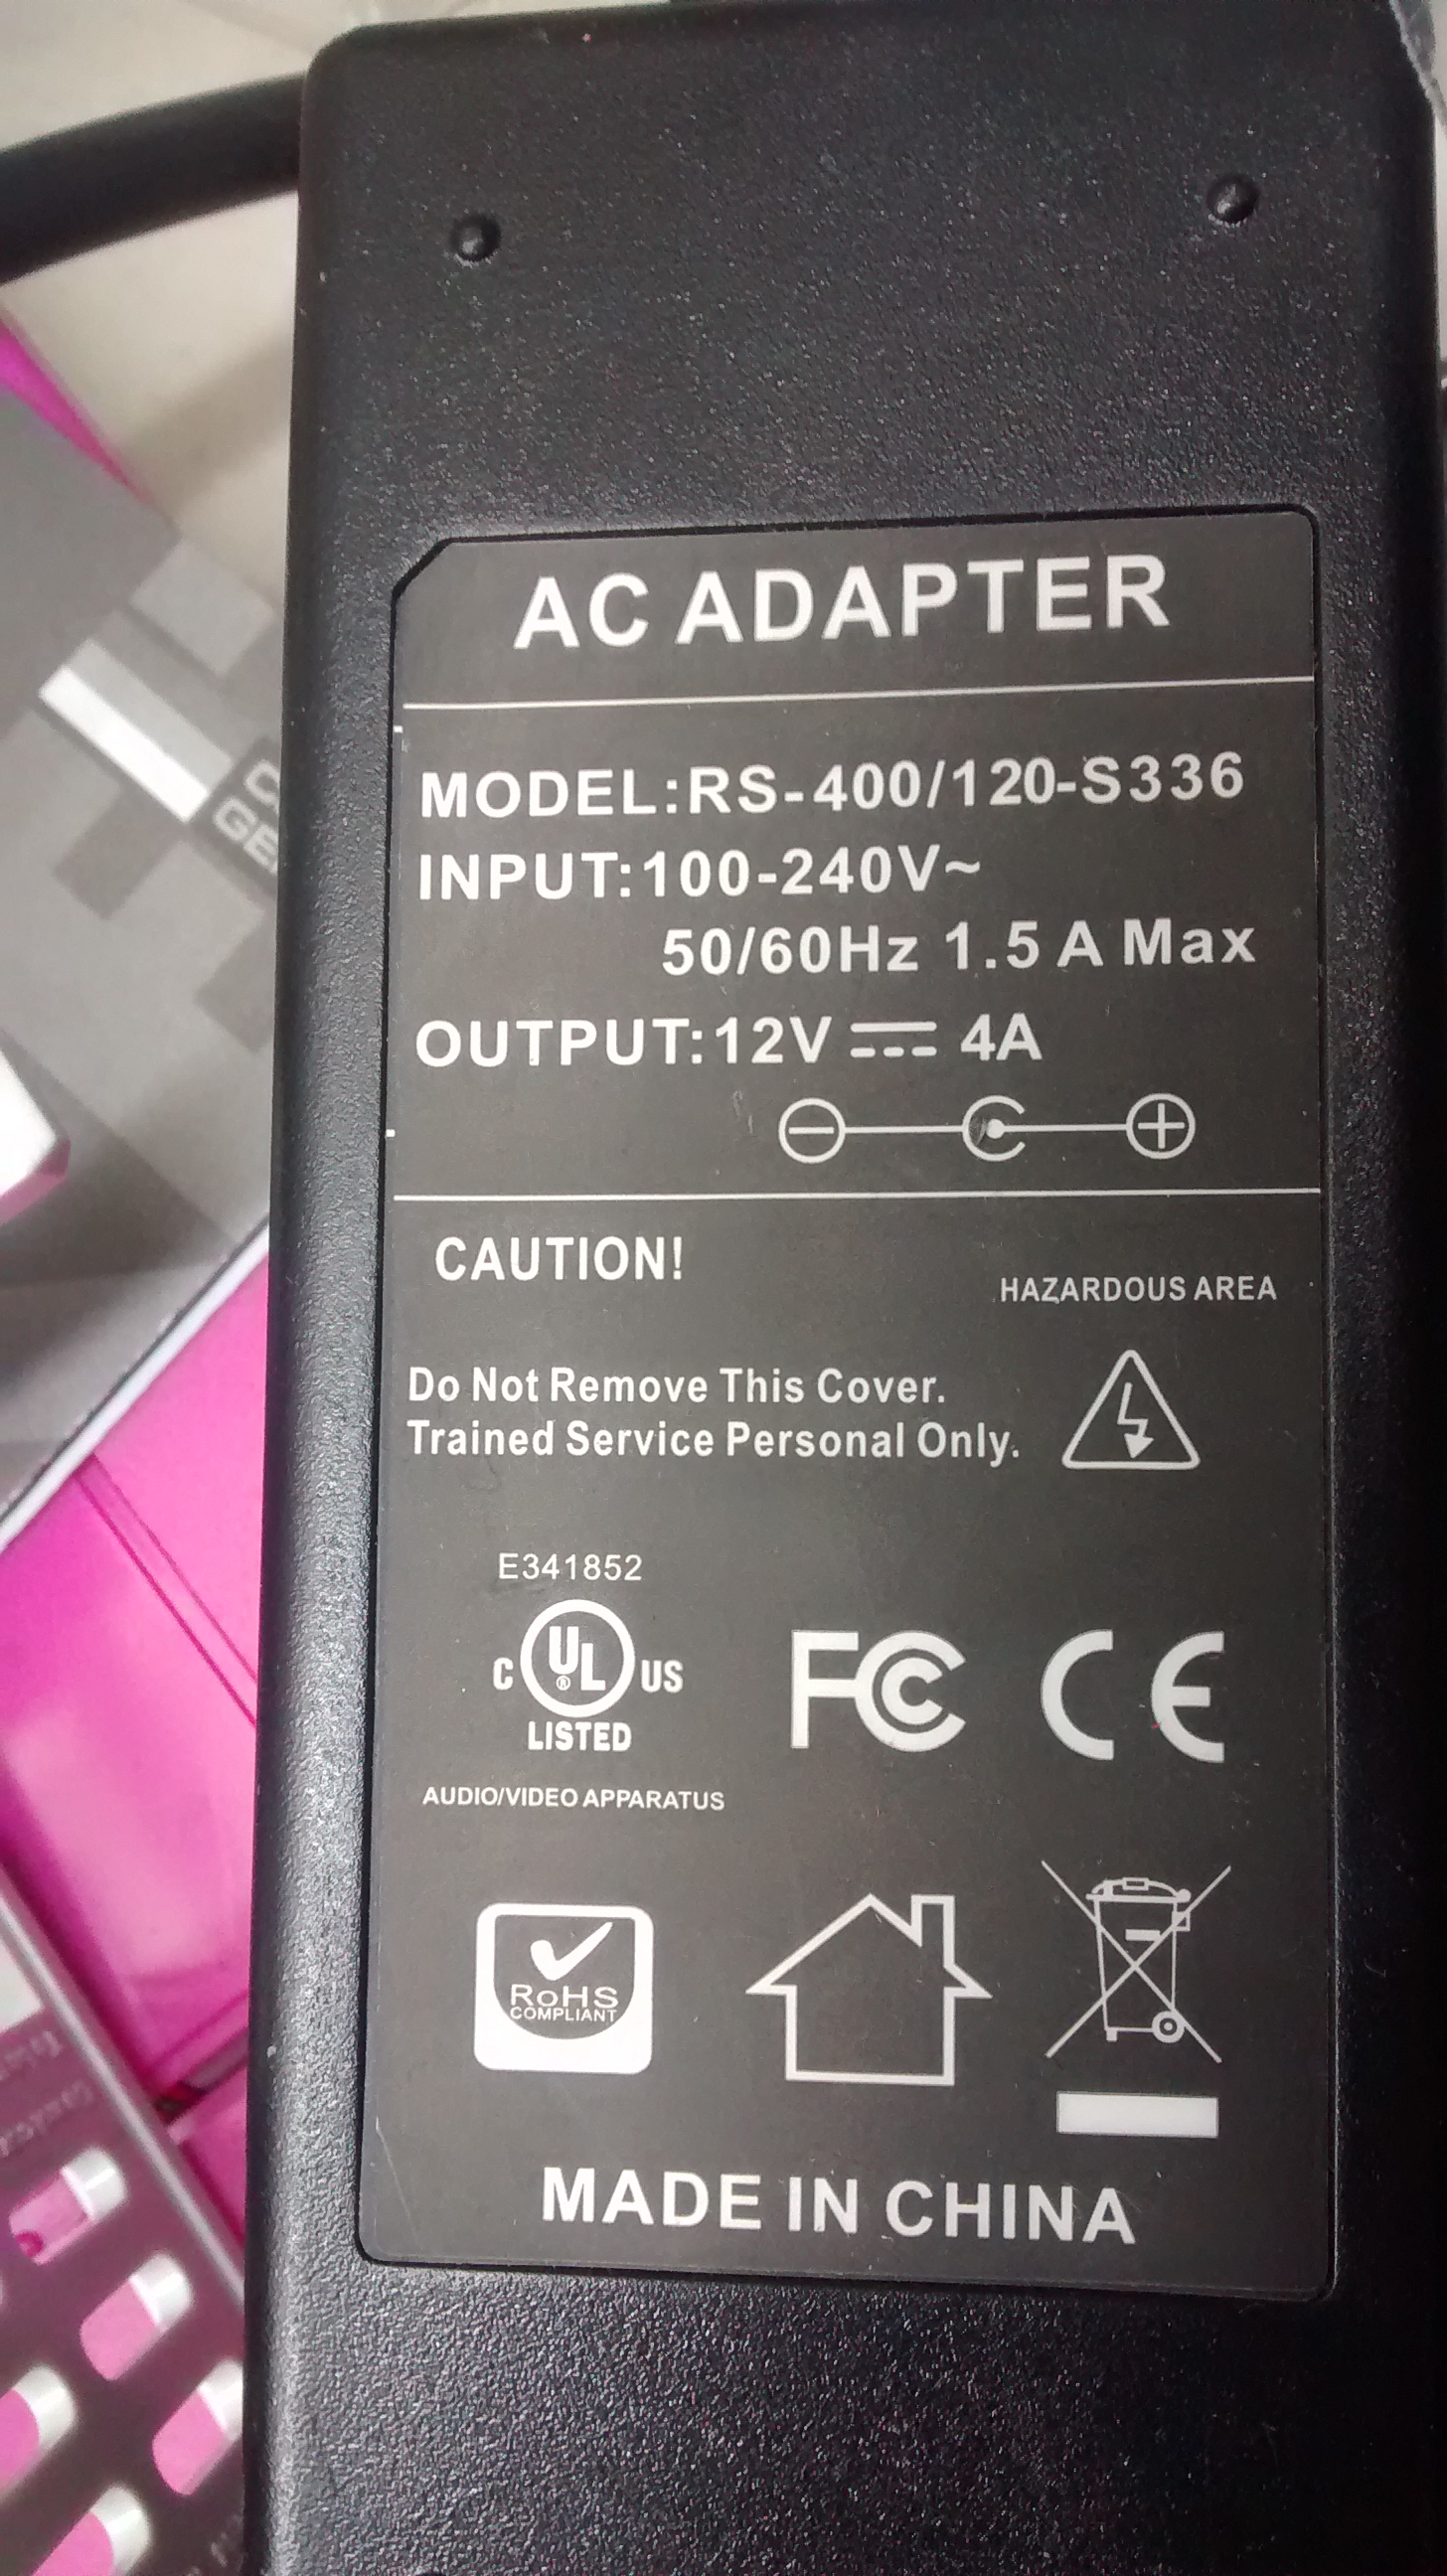 AC ADAPTER
MODEL:RS-400/120-S336
INPUT:100-240V~
50/60Hz 1.5 A Max
OUTPUT:12V ⎓ 4A
CAUTION!
HAZARDOUS AREA
Do Not Remove This Cover.
Trained Service Personal Only.
E341852
C UL ® US
LISTED
FC CE
AUDIO/VIDEO APPARATUS
RoHS
COMPLIANT
MADE IN CHINA